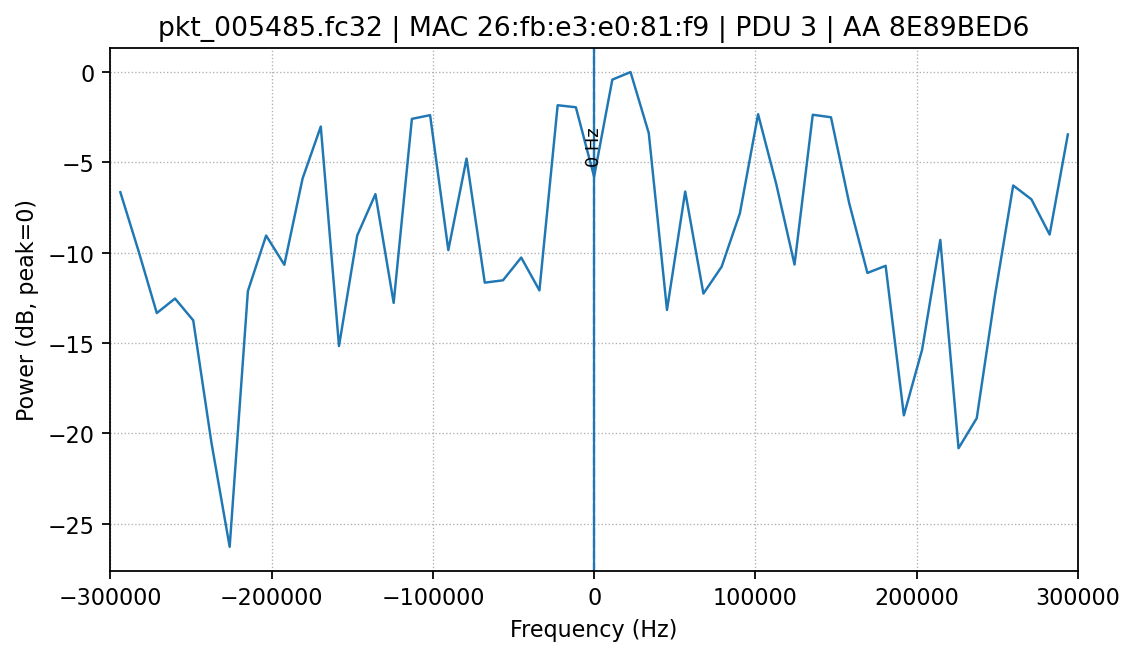 pkt_005485.fc32 | MAC 26:fb:e3:e0:81:f9 | PDU 3 | AA 8E89BED6
Power (dB, peak=0)
0
−5
−10
−15
−20
−25
0 Hz
−300000 −200000 −100000 0 100000 200000 300000
Frequency (Hz)